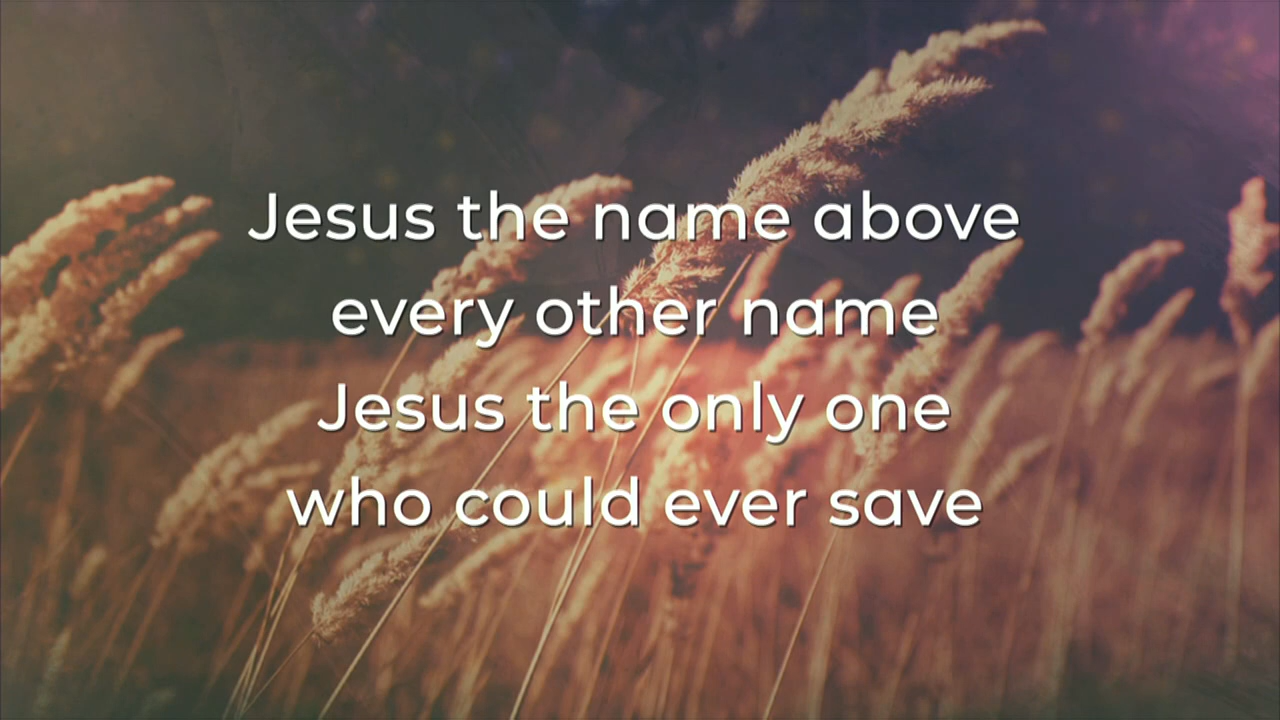 Jesus the name above
every other name
Jesus the only one
who could ever save